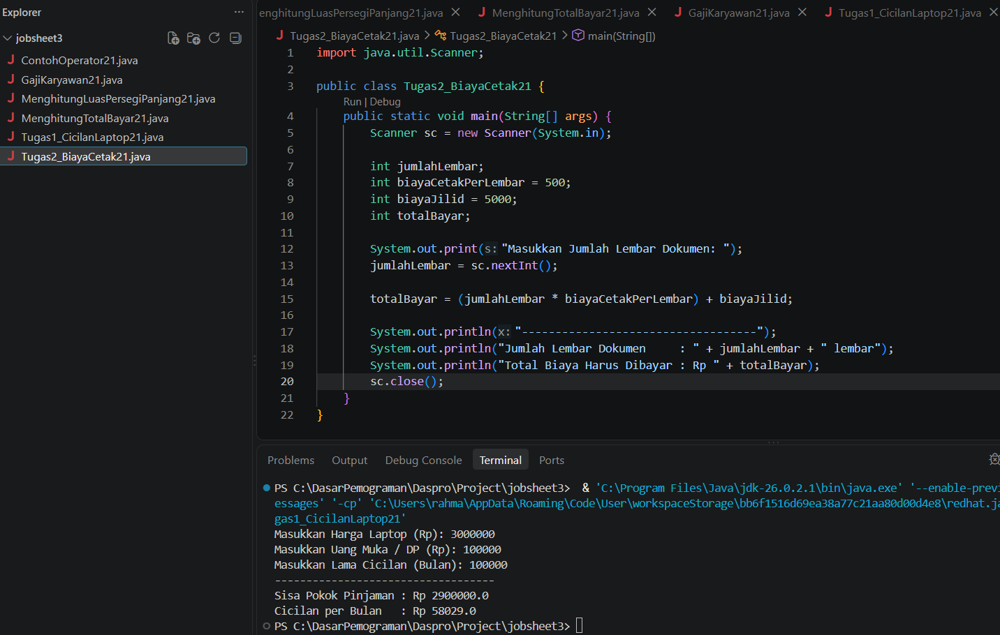 Explorer ...
jobsheet3
ContohOperator21.java
GajiKaryawan21.java
MenghitungLuasPersegiPanjang21.java
MenghitungTotalBayar21.java
Tugas1_CicilanLaptop21.java
Tugas2_BiayaCetak21.java
enghitungLuasPersegiPanjang21.java MenghitungTotalBayar21.java GajiKaryawan21.java Tugas1_CicilanLaptop21.java
Tugas2_BiayaCetak21.java > Tugas2_BiayaCetak21 > main(String[])
1 import java.util.Scanner;
2
3 public class Tugas2_BiayaCetak21 {
Run | Debug
4 public static void main(String[] args) {
5 Scanner sc = new Scanner(System.in);
6
7 int jumlahLembar;
8 int biayaCetakPerLembar = 500;
9 int biayaJilid = 5000;
10 int totalBayar;
11
12 System.out.print(s: "Masukkan Jumlah Lembar Dokumen: ");
13 jumlahLembar = sc.nextInt();
14
15 totalBayar = (jumlahLembar * biayaCetakPerLembar) + biayaJilid;
16
17 System.out.println(x: "-----------------------------------");
18 System.out.println("Jumlah Lembar Dokumen     : " + jumlahLembar + " lembar");
19 System.out.println("Total Biaya Harus Dibayar : Rp " + totalBayar);
20 sc.close();
21 }
22 }
Problems Output Debug Console Terminal Ports
PS C:\DasarPemograman\Daspro\Project\jobsheet3>  & 'C:\Program Files\Java\jdk-26.0.2.1\bin\java.exe' '--enable-previ
essages' '-cp' 'C:\Users\rahma\AppData\Roaming\Code\User\workspaceStorage\bb6f1516d69ea38a77c21aa80d00d4e8\redhat.ja
gas1_CicilanLaptop21'
Masukkan Harga Laptop (Rp): 3000000
Masukkan Uang Muka / DP (Rp): 100000
Masukkan Lama Cicilan (Bulan): 100000
-----------------------------------
Sisa Pokok Pinjaman : Rp 2900000.0
Cicilan per Bulan   : Rp 58029.0
PS C:\DasarPemograman\Daspro\Project\jobsheet3>